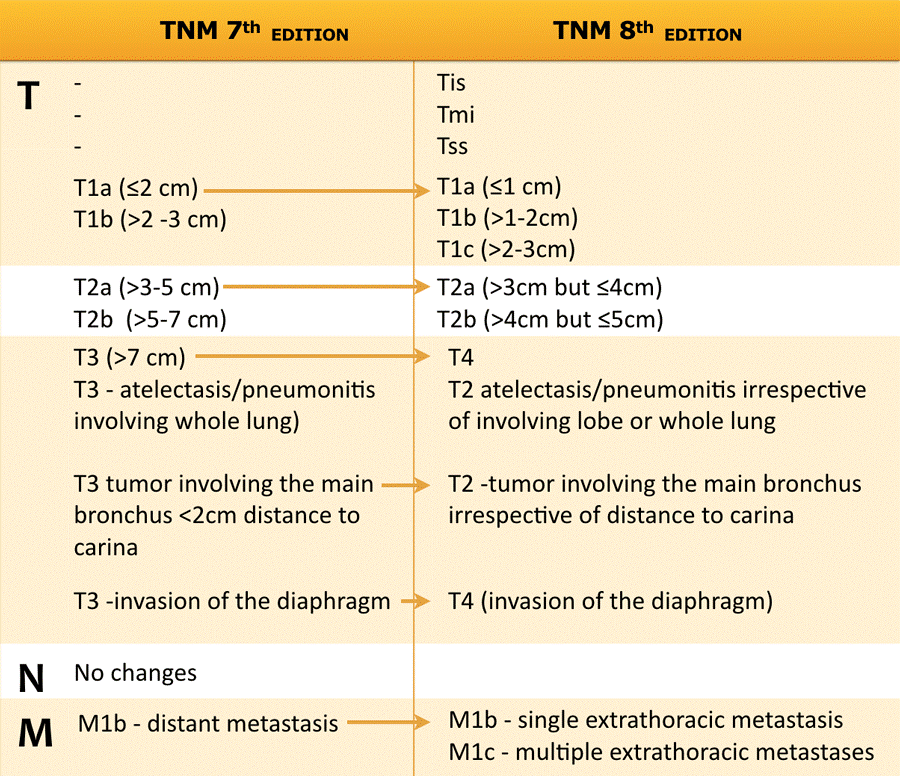 TNM 7th EDITION TNM 8th EDITION
T - Tis
- Tmi
- Tss
T1a (≤2 cm) T1a (≤1 cm)
T1b (>2 -3 cm) T1b (>1-2cm)
T1c (>2-3cm)
T2a (>3-5 cm) T2a (>3cm but ≤4cm)
T2b (>5-7 cm) T2b (>4cm but ≤5cm)
T3 (>7 cm) T4
T3 - atelectasis/pneumonitis T2 atelectasis/pneumonitis irrespective
involving whole lung) of involving lobe or whole lung
T3 tumor involving the main T2 -tumor involving the main bronchus
bronchus <2cm distance to irrespective of distance to carina
carina
T3 -invasion of the diaphragm T4 (invasion of the diaphragm)
N No changes
M M1b - distant metastasis M1b - single extrathoracic metastasis
M1c - multiple extrathoracic metastases